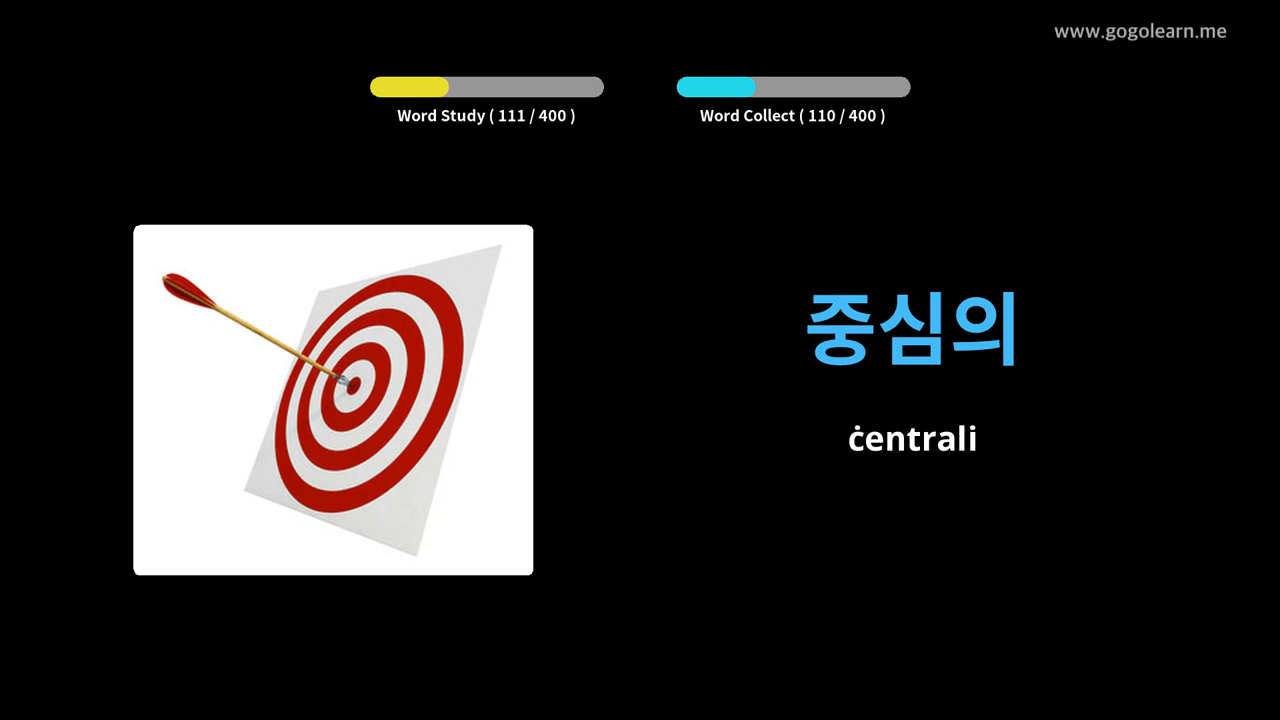 www.gogolearn.me
Word Study ( 111 / 400 )
Word Collect ( 110 / 400 )
중심의
ċentrali